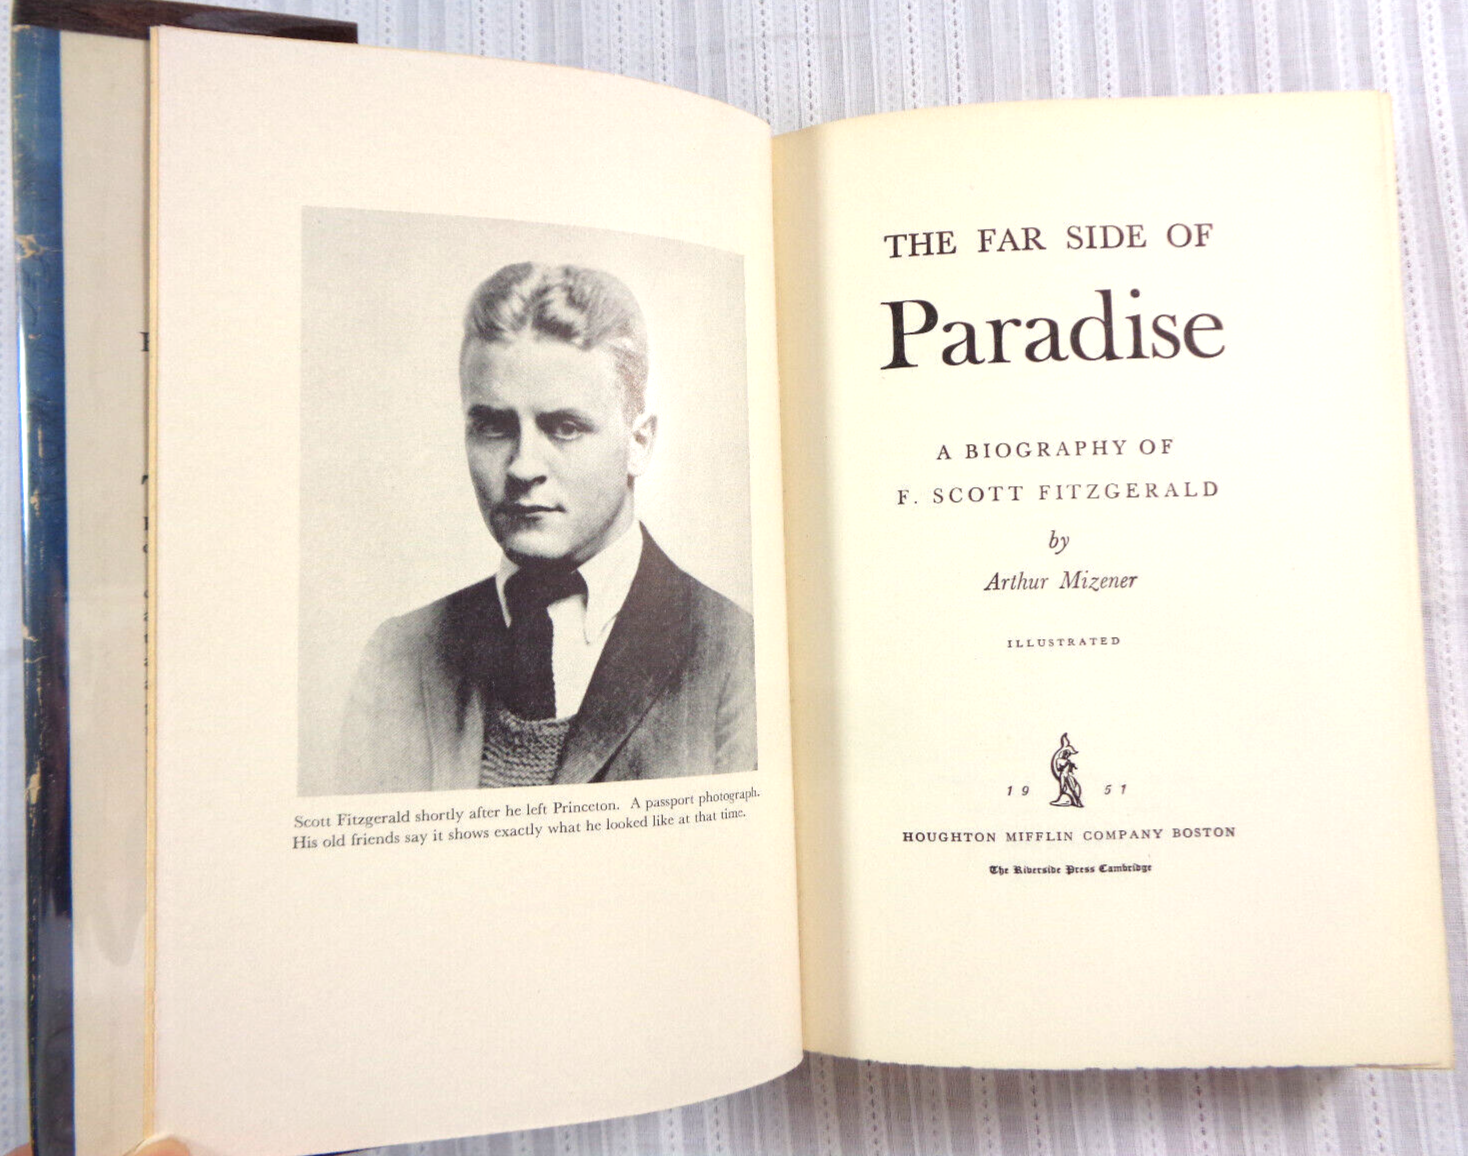 Scott Fitzgerald shortly after he left Princeton. A passport photograph.
His old friends say it shows exactly what he looked like at that time.
THE FAR SIDE OF
Paradise
A BIOGRAPHY OF
F. SCOTT FITZGERALD
by
Arthur Mizener
ILLUSTRATED
19 51
HOUGHTON MIFFLIN COMPANY BOSTON
The Riverside Press Cambridge